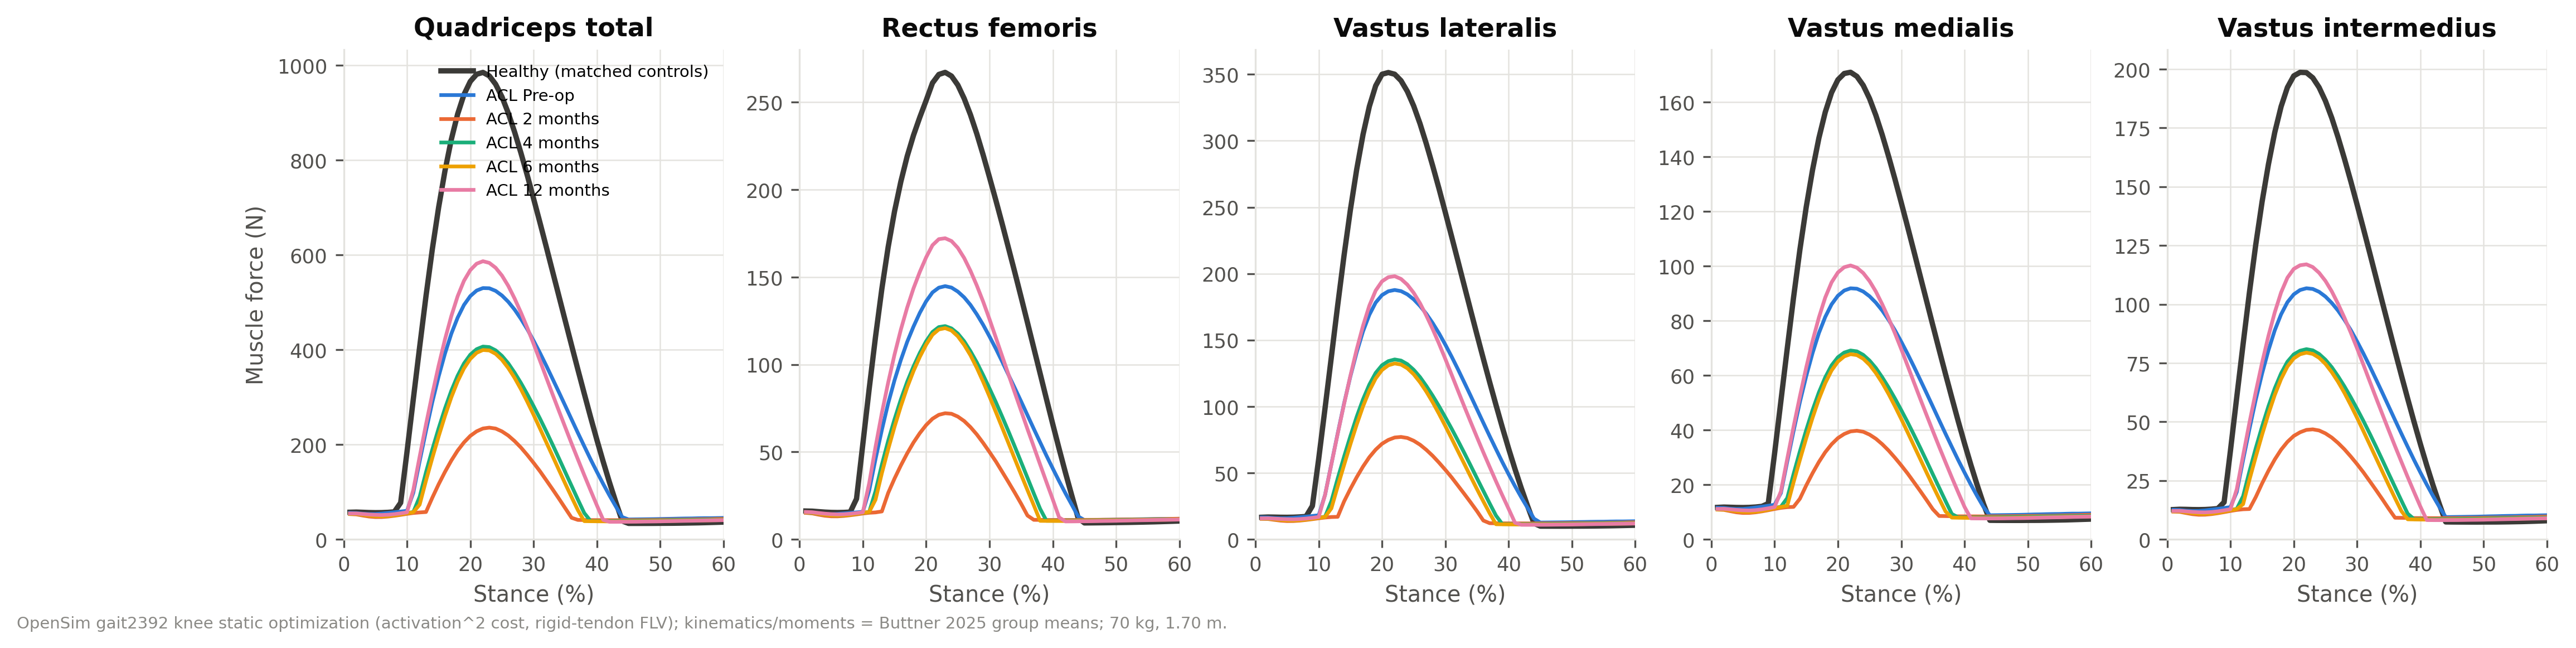 Quadriceps total
Rectus femoris
Vastus lateralis
Vastus medialis
Vastus intermedius
Healthy (matched controls)
ACL Pre-op
ACL 2 months
ACL 4 months
ACL 6 months
ACL 12 months
Muscle force (N)
1000
800
600
400
200
0
0 10 20 30 40 50 60
Stance (%)
250
200
150
100
50
0
0 10 20 30 40 50 60
Stance (%)
350
300
250
200
150
100
50
0
0 10 20 30 40 50 60
Stance (%)
160
140
120
100
80
60
40
20
0
0 10 20 30 40 50 60
Stance (%)
200
175
150
125
100
75
50
25
0
0 10 20 30 40 50 60
Stance (%)
OpenSim gait2392 knee static optimization (activation^2 cost, rigid-tendon FLV); kinematics/moments = Buttner 2025 group means; 70 kg, 1.70 m.